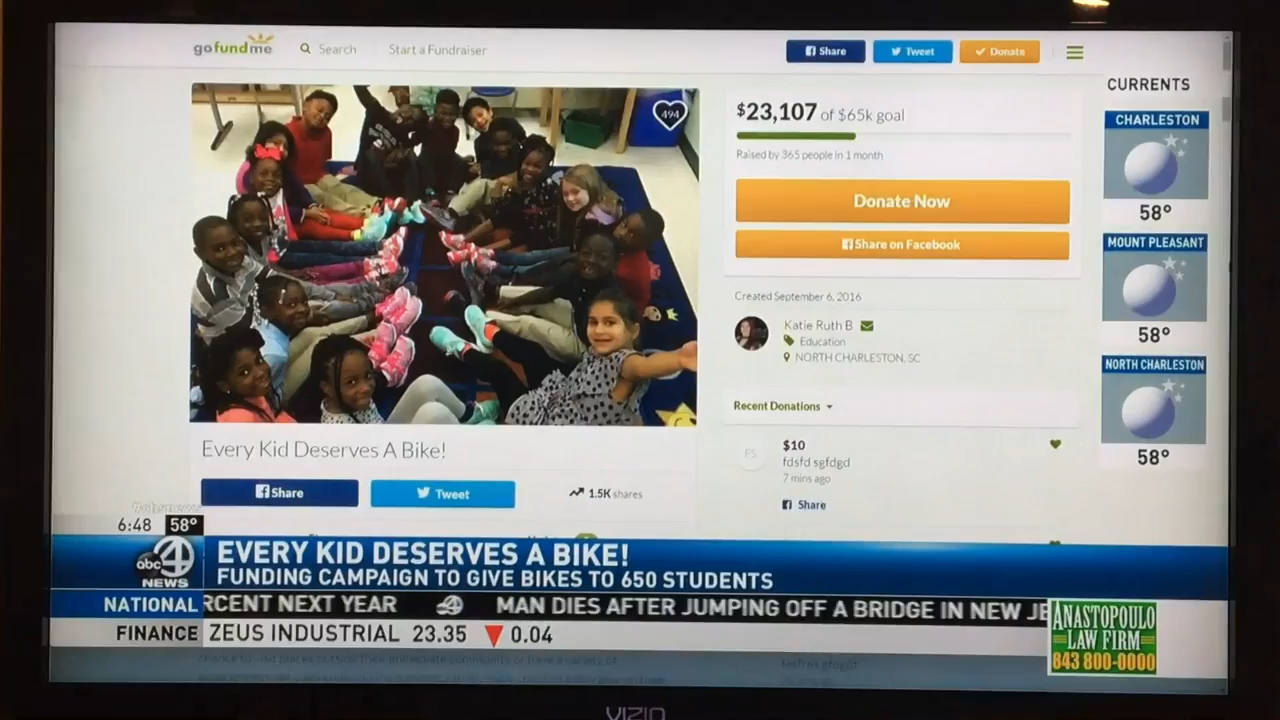 gofundme Search Start a Fundraiser Share Tweet Donate
CURRENTS
494
$23,107 of $65k goal
Raised by 365 people in 1 month
Donate Now
Share on Facebook
CHARLESTON
58°
MOUNT PLEASANT
58°
NORTH CHARLESTON
58°
Created September 6, 2016
Katie Ruth B
Education
NORTH CHARLESTON, SC
Recent Donations
FS
$10
fdsfd sgfdgd
7 mins ago
Share
Every Kid Deserves A Bike!
Share Tweet 1.5K shares
6:48 58°
abc 4 NEWS
EVERY KID DESERVES A BIKE!
FUNDING CAMPAIGN TO GIVE BIKES TO 650 STUDENTS
NATIONAL RCENT NEXT YEAR 4 MAN DIES AFTER JUMPING OFF A BRIDGE IN NEW JE
FINANCE ZEUS INDUSTRIAL 23.35 0.04
ANASTOPOULO
LAW FIRM
843 800-0000
VIZIO